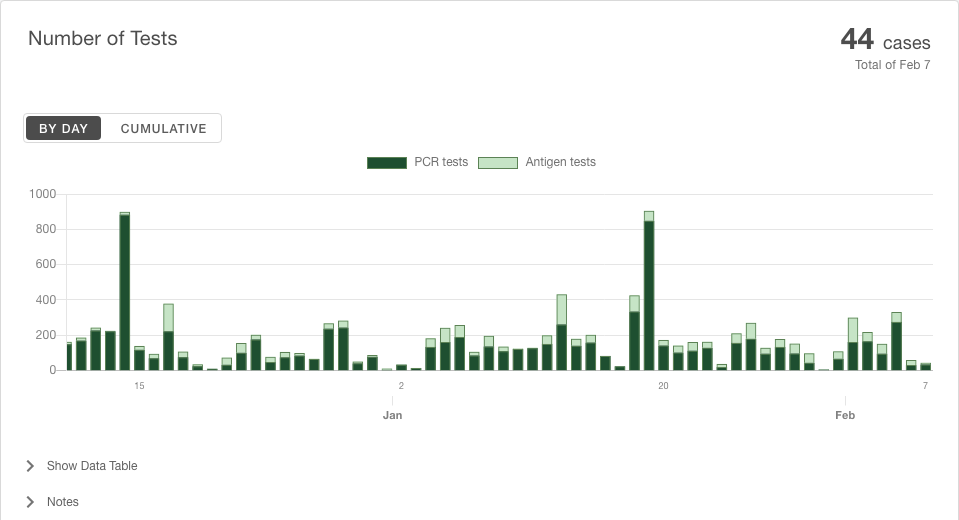 Number of Tests
44 cases
Total of Feb 7
BY DAY CUMULATIVE
PCR tests Antigen tests
1000
800
600
400
200
0
15 2 20 7
Jan Feb
Show Data Table
Notes